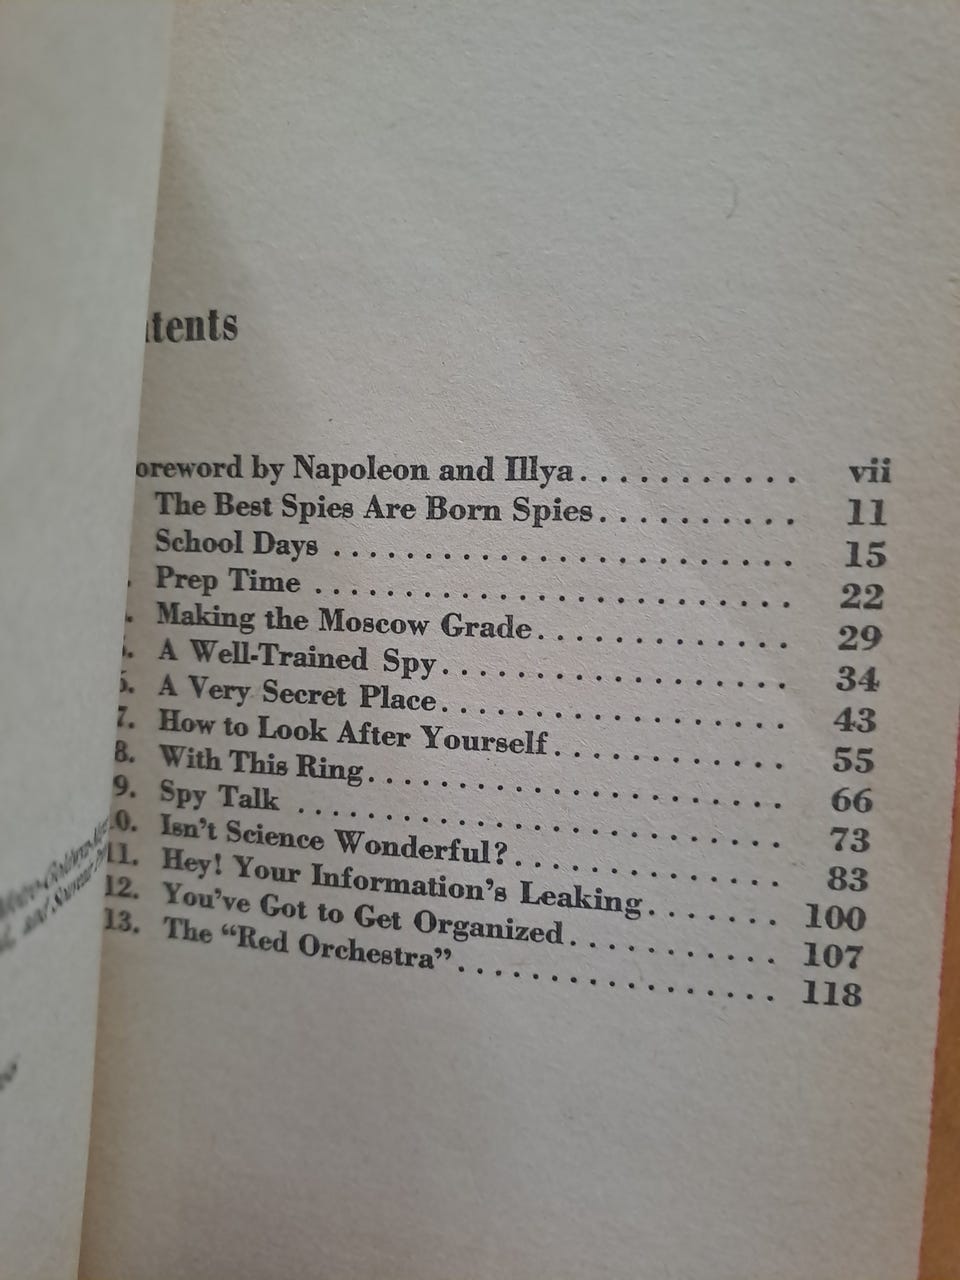 tents
oreword by Napoleon and Illya........... vii
The Best Spies Are Born Spies.......... 11
School Days ......................... 15
. Prep Time .......................... 22
. Making the Moscow Grade............. 29
. A Well-Trained Spy................... 34
. A Very Secret Place................... 43
7. How to Look After Yourself............ 55
8. With This Ring....................... 66
9. Spy Talk .......................... 73
0. Isn't Science Wonderful?.............. 83
11. Hey! Your Information's Leaking....... 100
12. You've Got to Get Organized........... 107
13. The "Red Orchestra".................. 118